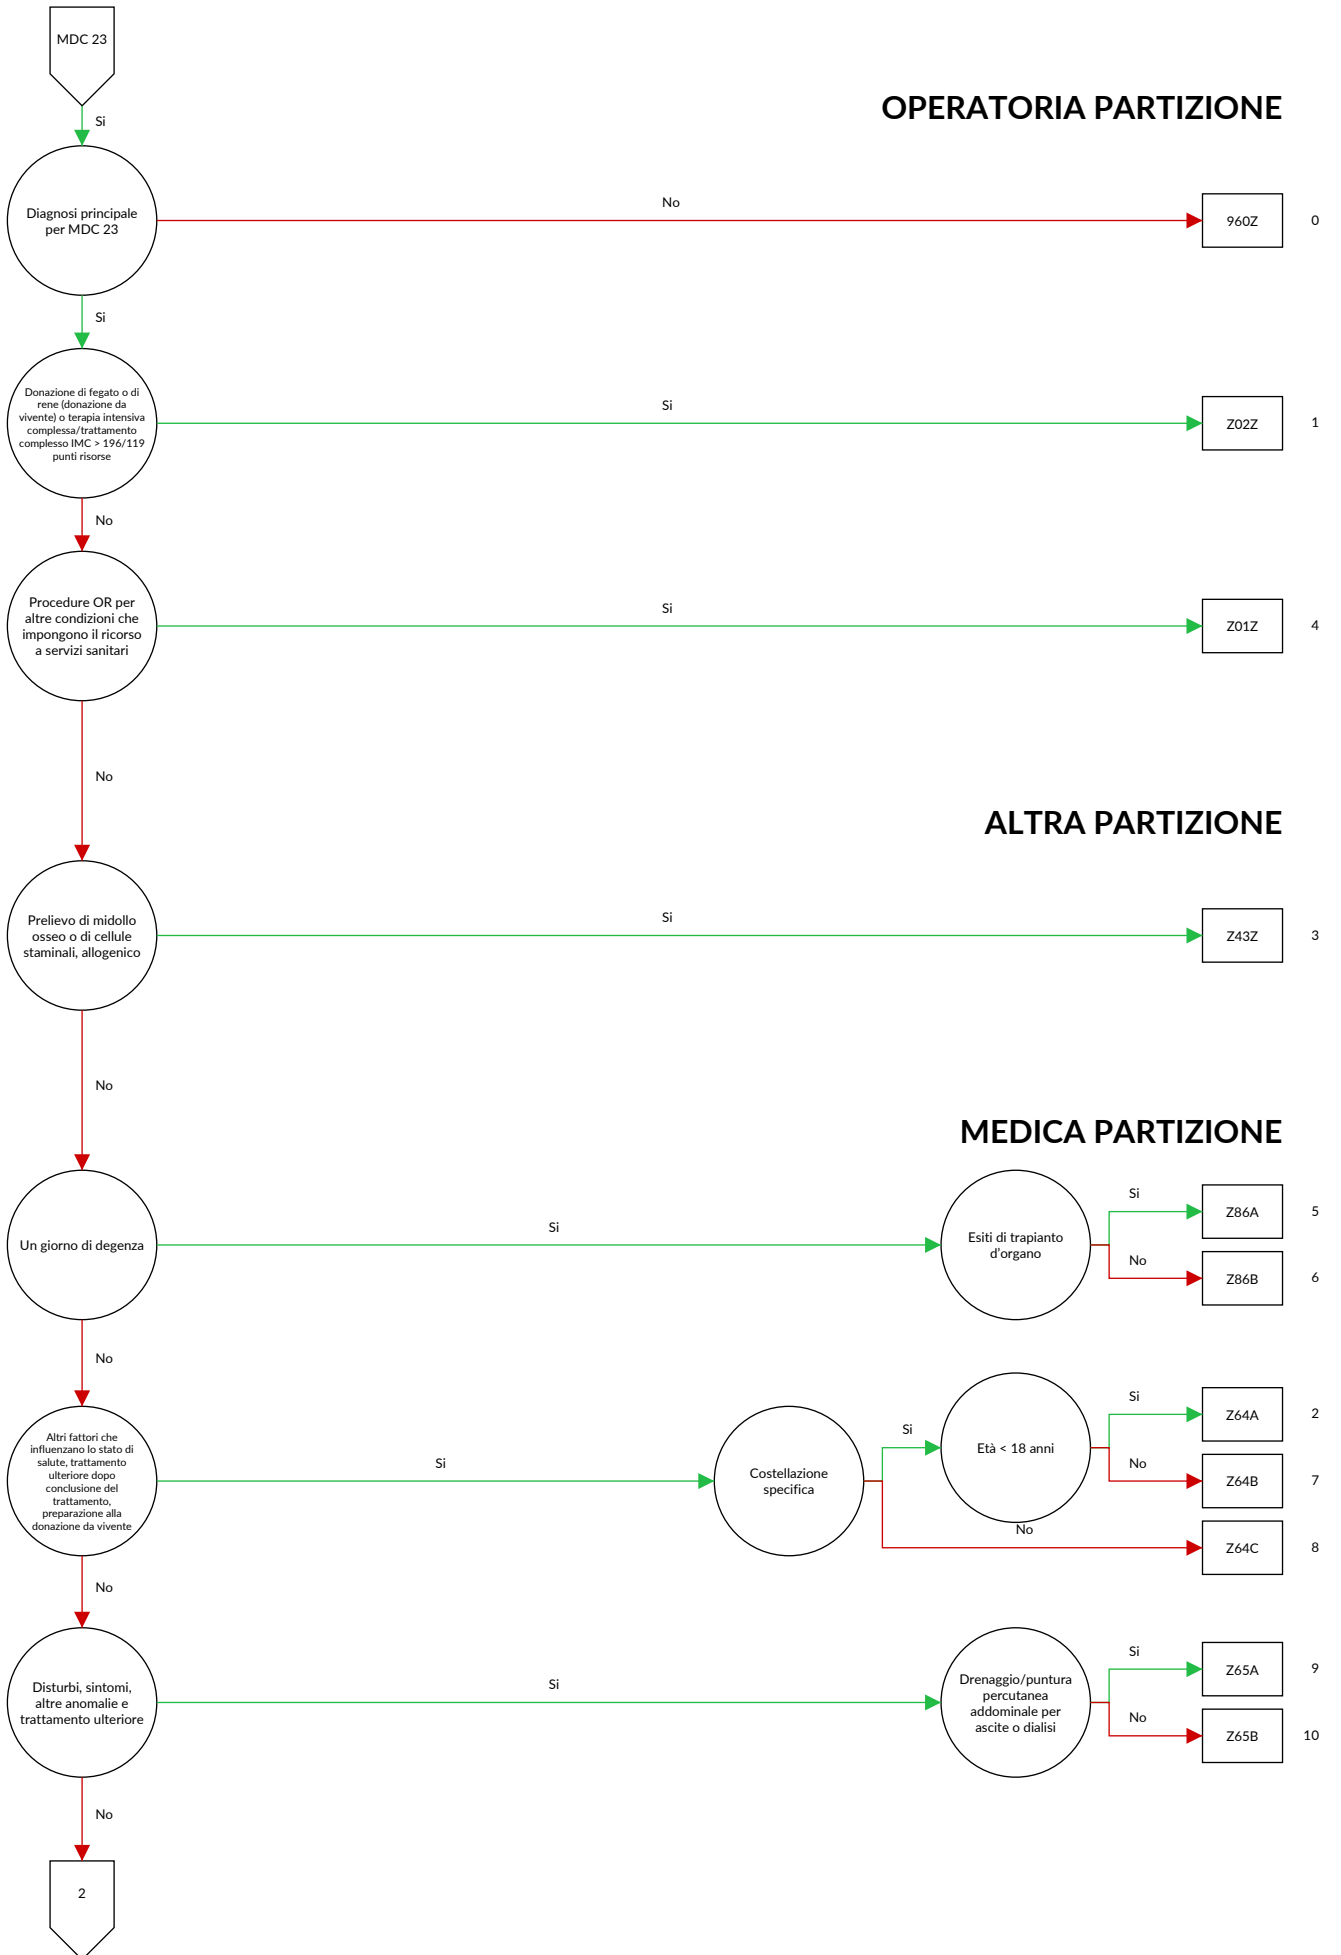 MDC 23
Si
OPERATORIA PARTIZIONE
Diagnosi principale
per MDC 23
No
960Z
0
Si
Donazione di fegato o di
rene (donazione da
vivente) o terapia intensiva
complessa/trattamento
complesso IMC > 196/119
punti risorse
Si
Z02Z
1
No
Procedure OR per
altre condizioni che
impongono il ricorso
a servizi sanitari
Si
Z01Z
4
No
ALTRA PARTIZIONE
Prelievo di midollo
osseo o di cellule
staminali, allogenico
Si
Z43Z
3
No
MEDICA PARTIZIONE
Un giorno di degenza
Si
Esiti di trapianto
d'organo
Si
Z86A
5
No
Z86B
6
No
Altri fattori che
influenzano lo stato di
salute, trattamento
ulteriore dopo
conclusione del
trattamento,
preparazione alla
donazione da vivente
Si
Costellazione
specifica
Si
Età < 18 anni
Si
Z64A
2
No
Z64B
7
No
Z64C
8
No
Disturbi, sintomi,
altre anomalie e
trattamento ulteriore
Si
Drenaggio/puntura
percutanea
addominale per
ascite o dialisi
Si
Z65A
9
No
Z65B
10
No
2